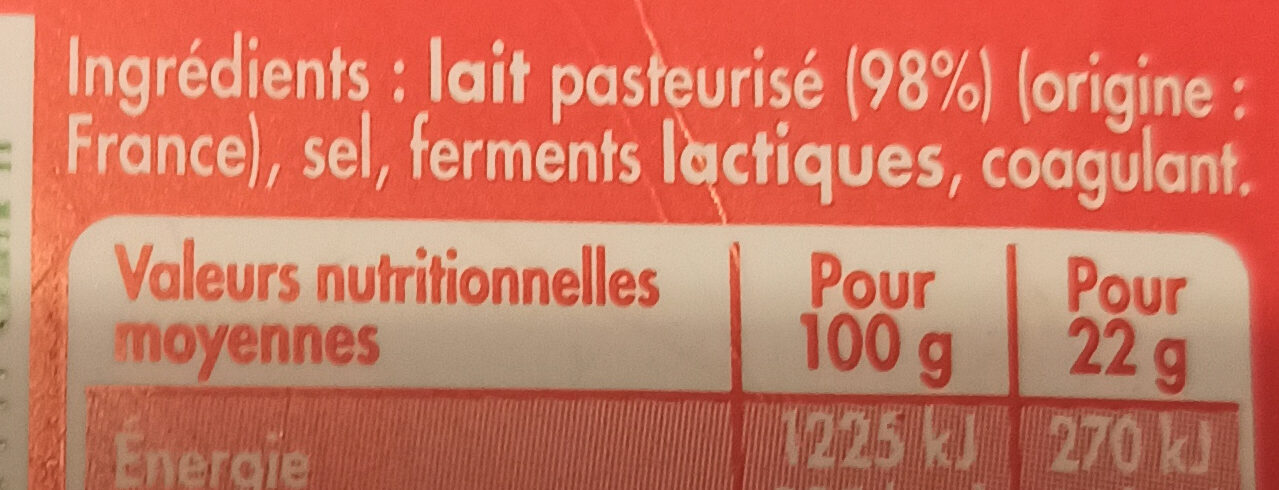 Ingrédients : lait pasteurisé (98%) (origine :
France), sel, ferments lactiques, coagulant.
Valeurs nutritionnelles moyennes
Pour 100 g
Pour 22 g
Énergie 1225 kJ 270 kJ